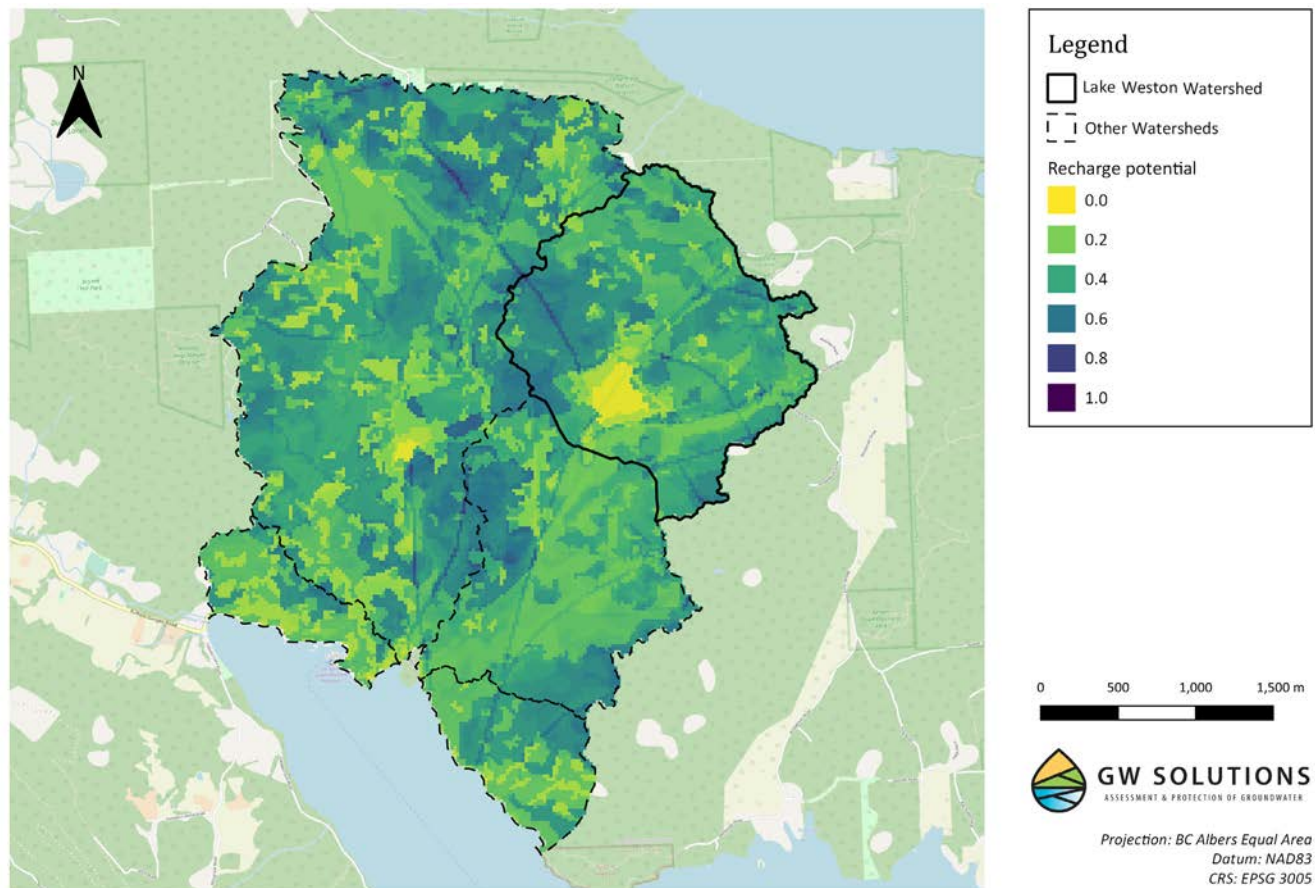 N
Legend
Lake Weston Watershed
Other Watersheds
Recharge potential
0.0
0.2
0.4
0.6
0.8
1.0
0 500 1,000 1,500 m
GW SOLUTIONS
ASSESSMENT & PROTECTION OF GROUNDWATER
Projection: BC Albers Equal Area
Datum: NAD83
CRS: EPSG 3005